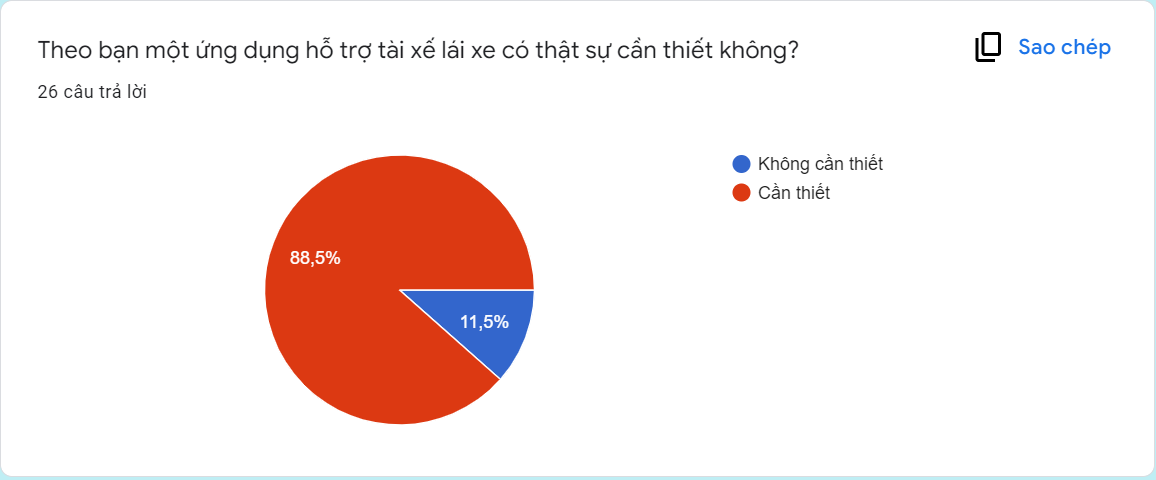 Theo bạn một ứng dụng hỗ trợ tài xế lái xe có thật sự cần thiết không?
Sao chép
26 câu trả lời
Không cần thiết
Cần thiết
88,5%
11,5%